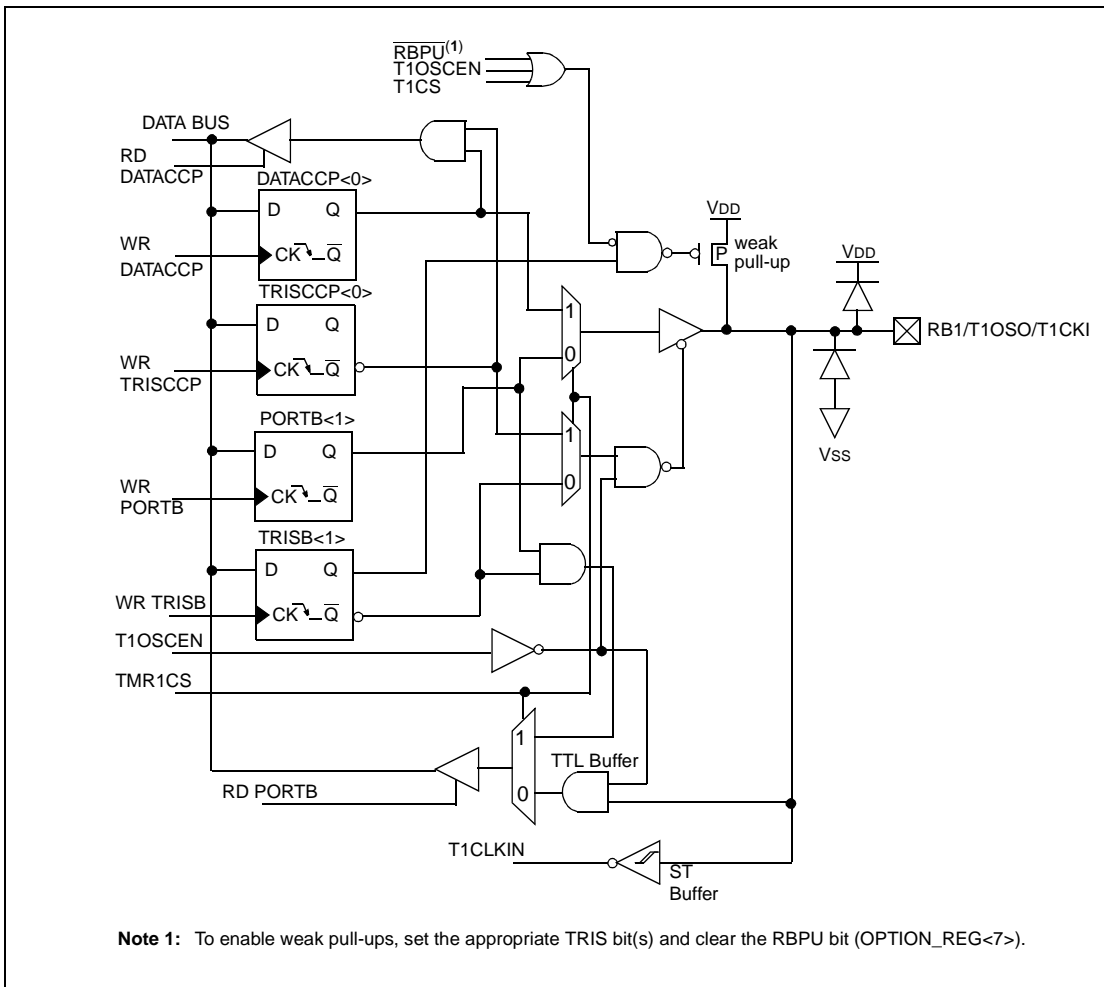 RBPU(1)
T1OSCEN
T1CS
DATA BUS
RD
DATACCP
DATACCP<0>
D Q
WR
DATACCP
CK Q
VDD
weak
pull-up
P
VDD
TRISCCP<0>
D Q
WR
TRISCCP
CK Q
1
0
RB1/T1OSO/T1CKI
PORTB<1>
D Q
WR
PORTB
CK Q
1
0
VSS
TRISB<1>
D Q
WR TRISB
CK Q
T1OSCEN
TMR1CS
1
0
TTL Buffer
RD PORTB
T1CLKIN
ST
Buffer
Note 1: To enable weak pull-ups, set the appropriate TRIS bit(s) and clear the RBPU bit (OPTION_REG<7>).